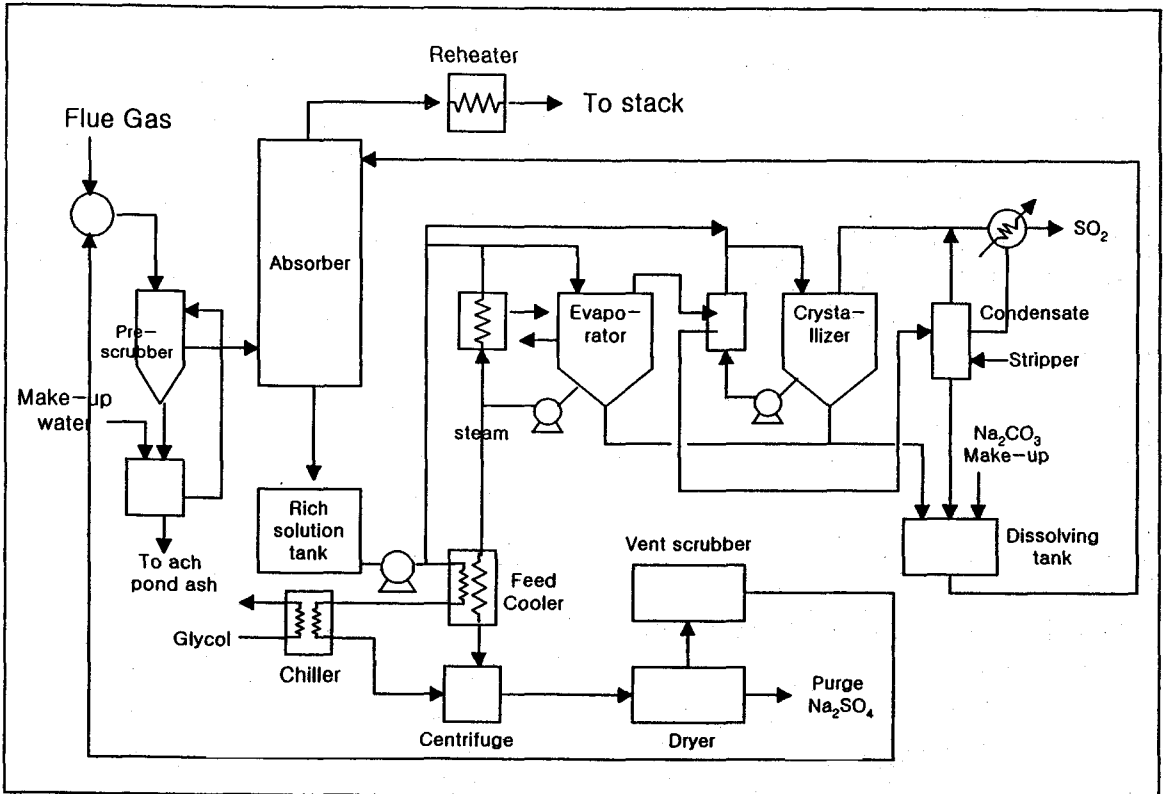 Reheater
To stack
Flue Gas
Absorber
SO₂
Pre-
scrubber
Evapo-
rator
Crysta-
llizer
Condensate
Stripper
Make-up
water
steam
Na₂CO₃
Make-up
Rich
solution
tank
Dissolving
tank
To ach
pond ash
Vent scrubber
Feed
Cooler
Glycol
Chiller
Purge
Na₂SO₄
Centrifuge
Dryer